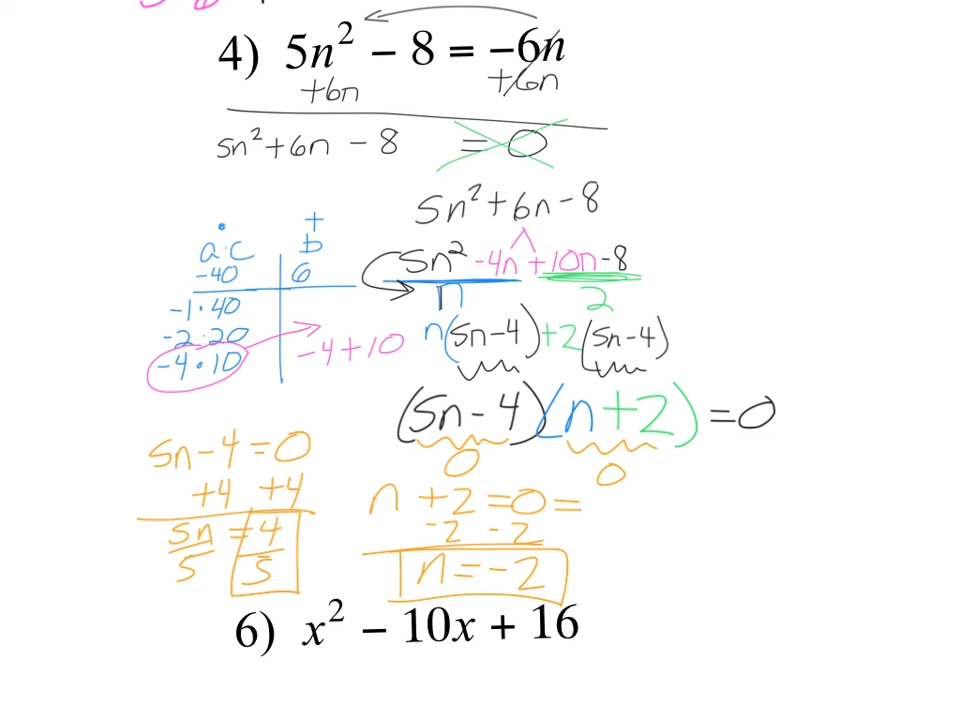 4) 5n² − 8 = −6n
+6n +6n
5n² + 6n − 8 = 0
5n² + 6n − 8
a·c + b
-40 6
5n² -4n +10n -8
n 2
-1·40
-2·20
-4·10 -4+10
n(5n−4)+2(5n−4)
(5n−4)(n+2)=0
0 0
5n−4=0
+4 +4
5n = 4
5 5
n+2=0=
-2 -2
n=-2
6) x² − 10x + 16